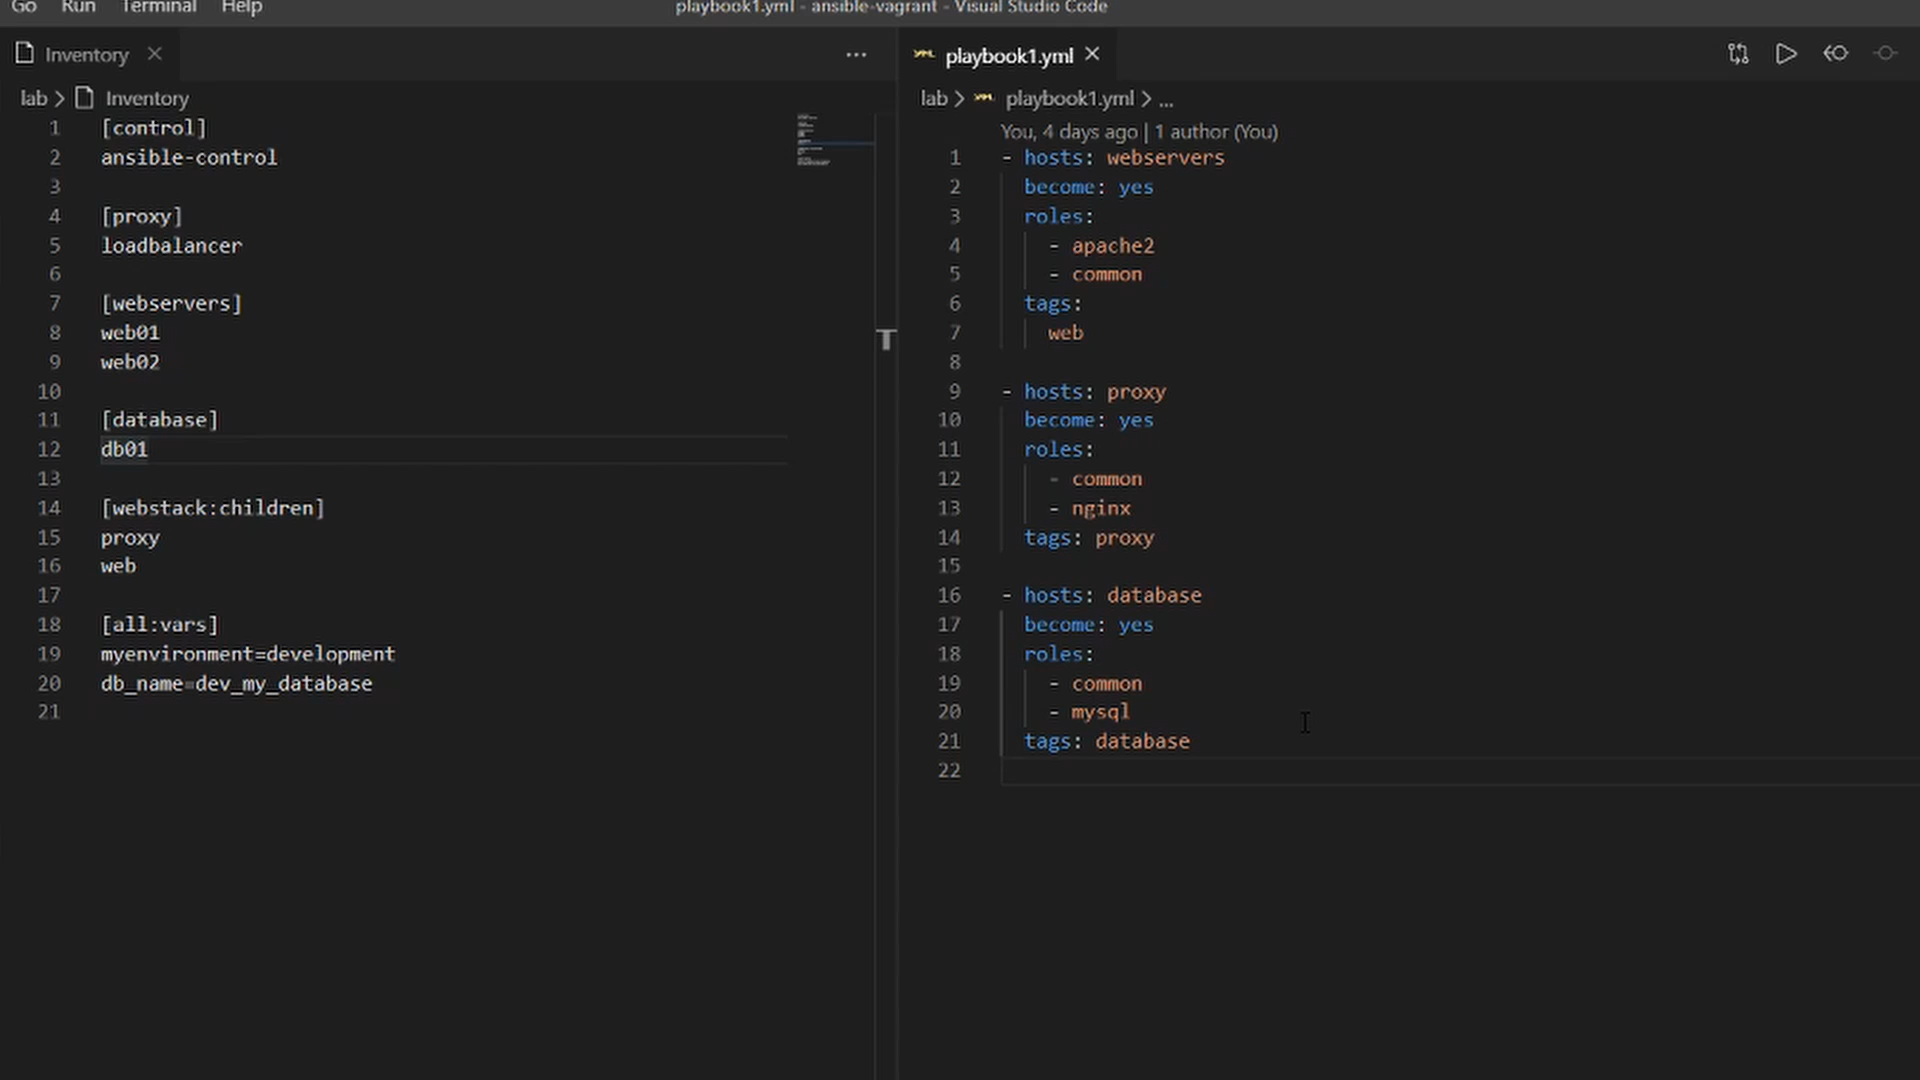 Go Run Terminal Help
playbook1.yml - ansible-vagrant - Visual Studio Code
Inventory
lab > Inventory
1 [control]
2 ansible-control
3
4 [proxy]
5 loadbalancer
6
7 [webservers]
8 web01
9 web02
10
11 [database]
12 db01
13
14 [webstack:children]
15 proxy
16 web
17
18 [all:vars]
19 myenvironment=development
20 db_name=dev_my_database
21
playbook1.yml
lab > playbook1.yml > ...
You, 4 days ago | 1 author (You)
1 - hosts: webservers
2 become: yes
3 roles:
4 - apache2
5 - common
6 tags:
7 web
8
9 - hosts: proxy
10 become: yes
11 roles:
12 - common
13 - nginx
14 tags: proxy
15
16 - hosts: database
17 become: yes
18 roles:
19 - common
20 - mysql
21 tags: database
22